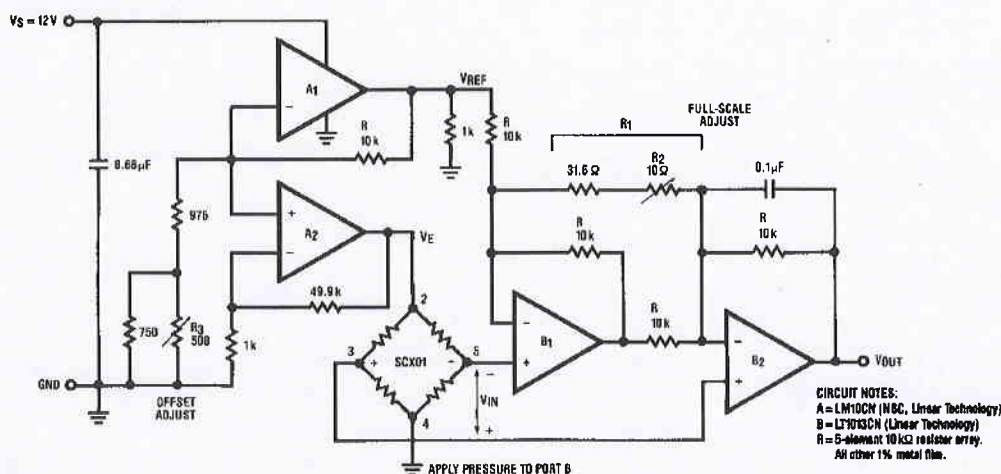 VS = 12V
A1
VREF
R
10k
1k
R
10k
FULL-SCALE
ADJUST
R1
31.6Ω
R2
10Ω
0.1μF
R
10k
R
10k
6.68μF
975
A2
VE
49.9k
750
R3
500
1k
GND
OFFSET
ADJUST
2
3
5
4
SCX01
VIN
B1
R
10k
B2
VOUT
CIRCUIT NOTES:
A = LM10CN (NSC, Linear Technology)
B = LT1013CN (Linear Technology)
R = 5-element 10kΩ resistor array.
All other 1% metal film.
APPLY PRESSURE TO PORT B